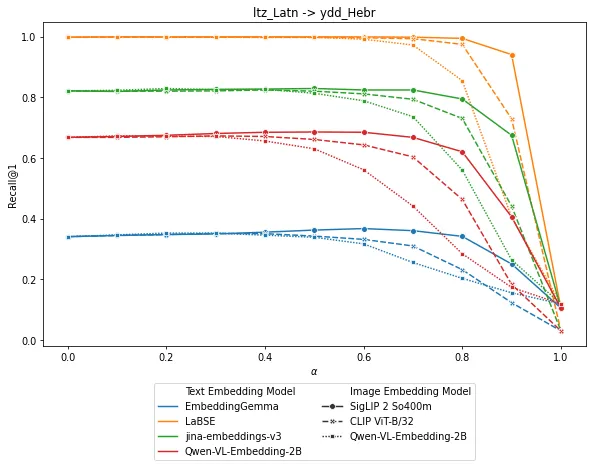 ltz_Latn -> ydd_Hebr
1.0
0.8
0.6
0.4
0.2
0.0
Recall@1
0.0 0.2 0.4 0.6 0.8 1.0
α
Text Embedding Model
EmbeddingGemma
LaBSE
jina-embeddings-v3
Qwen-VL-Embedding-2B
Image Embedding Model
SigLIP 2 So400m
CLIP ViT-B/32
Qwen-VL-Embedding-2B